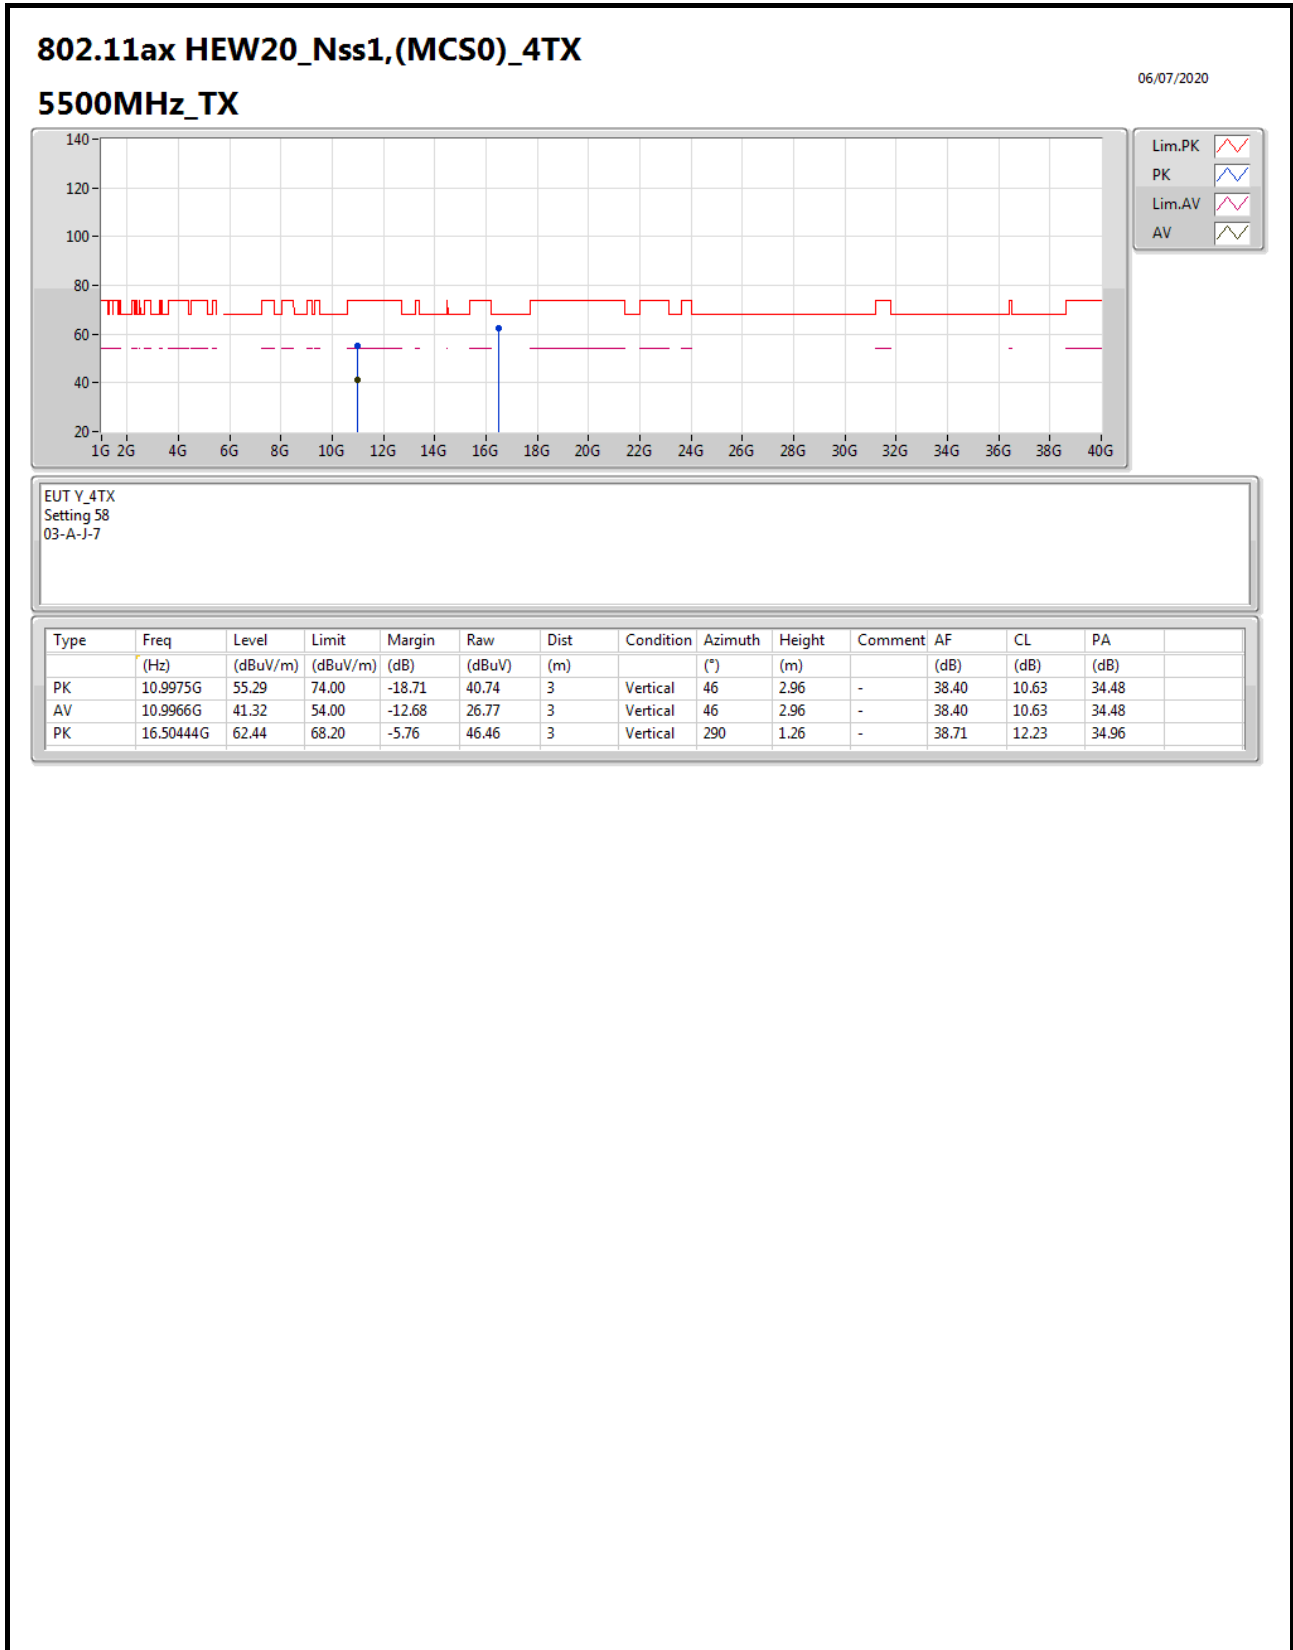 802.11ax HEW20_Nss1,(MCS0)_4TX
06/07/2020
5500MHz_TX
140
120
100
80
60
40
20
1G 2G 4G 6G 8G 10G 12G 14G 16G 18G 20G 22G 24G 26G 28G 30G 32G 34G 36G 38G 40G
Lim.PK
PK
Lim.AV
AV
EUT Y_4TX
Setting 58
03-A-J-7
Type Freq Level Limit Margin Raw Dist Condition Azimuth Height Comment AF CL PA
(Hz) (dBuV/m) (dBuV/m) (dB) (dBuV) (m) (°) (m) (dB) (dB) (dB)
PK 10.9975G 55.29 74.00 -18.71 40.74 3 Vertical 46 2.96 - 38.40 10.63 34.48
AV 10.9966G 41.32 54.00 -12.68 26.77 3 Vertical 46 2.96 - 38.40 10.63 34.48
PK 16.50444G 62.44 68.20 -5.76 46.46 3 Vertical 290 1.26 - 38.71 12.23 34.96